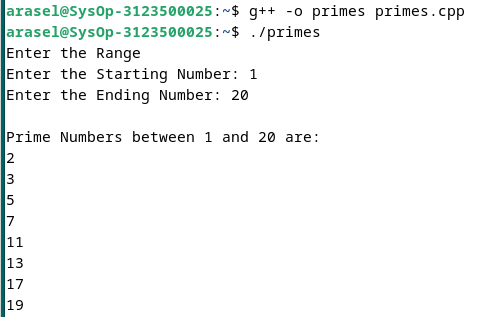 arasel@SysOp-3123500025:~$ g++ -o primes primes.cpp
arasel@SysOp-3123500025:~$ ./primes
Enter the Range
Enter the Starting Number: 1
Enter the Ending Number: 20

Prime Numbers between 1 and 20 are:
2
3
5
7
11
13
17
19